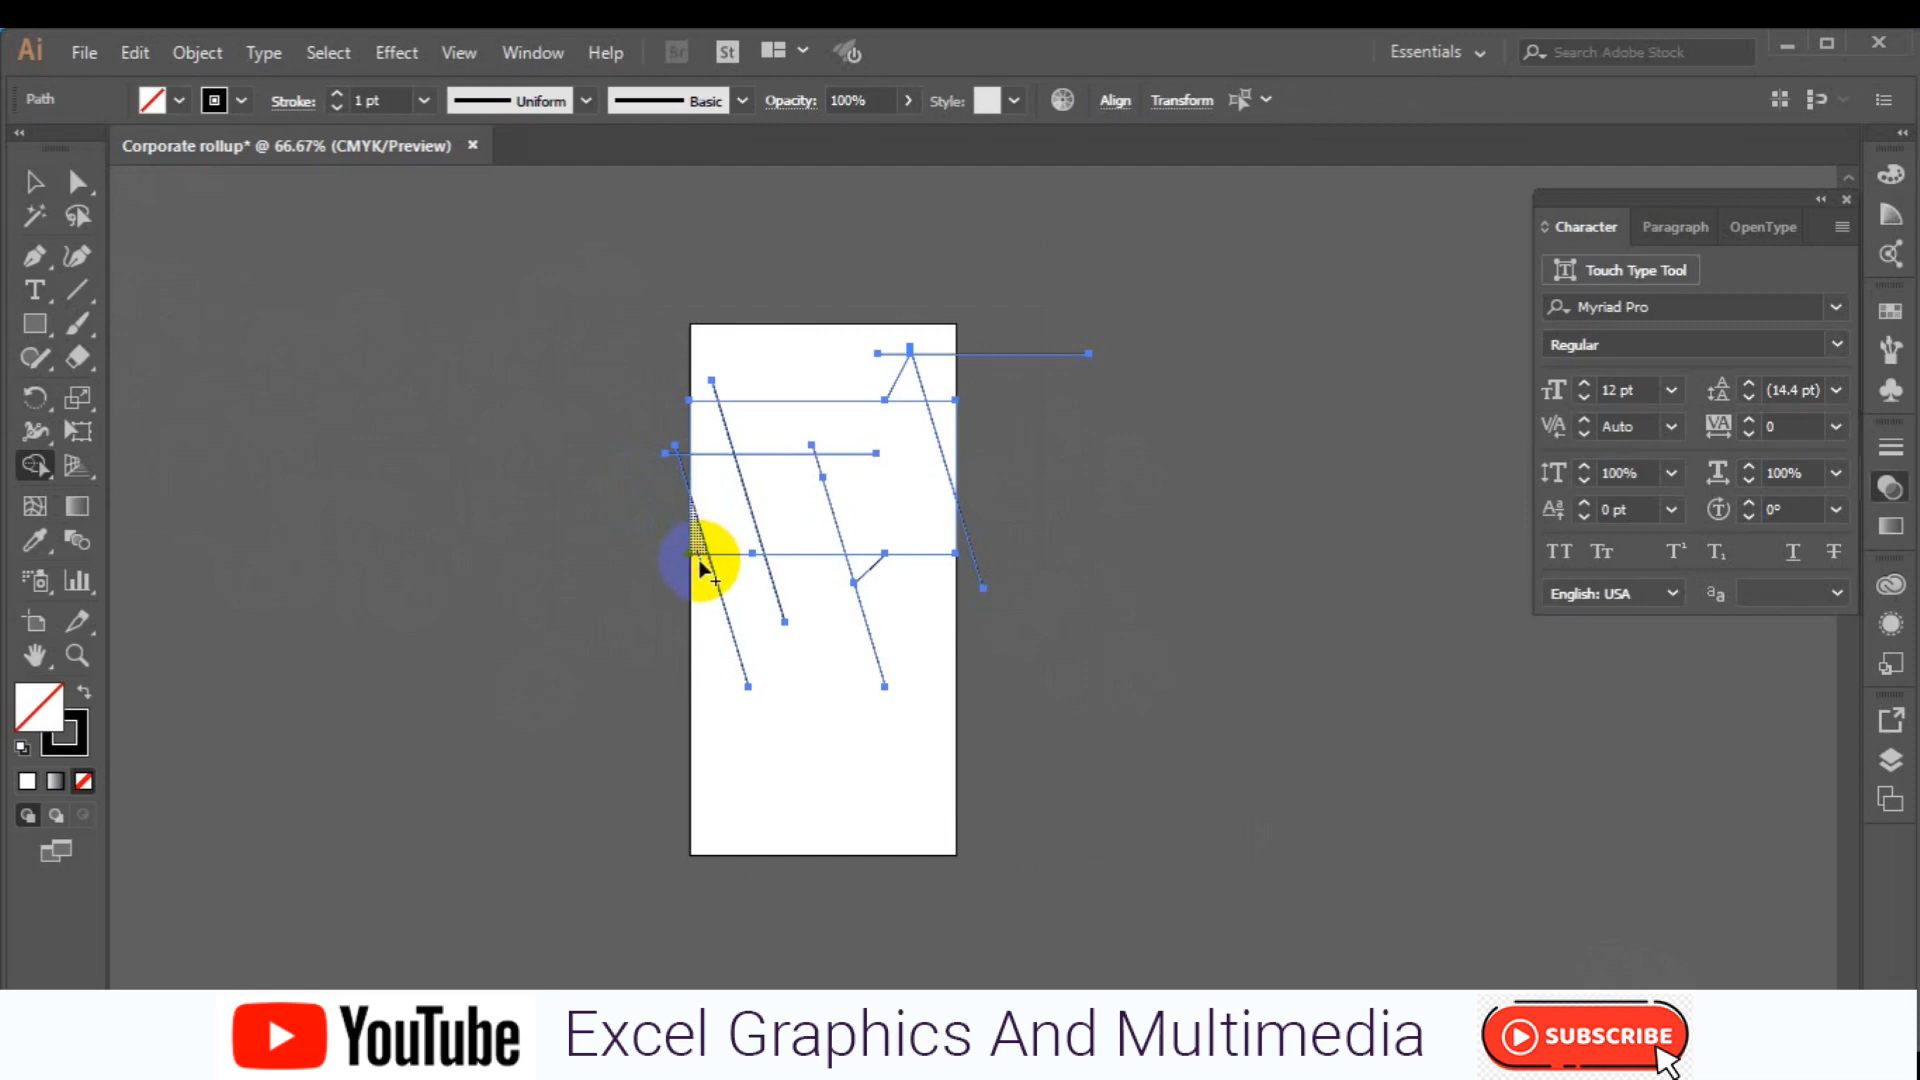 Ai File Edit Object Type Select Effect View Window Help Br St Essentials Search Adobe Stock
Path Stroke: 1 pt Uniform Basic Opacity: 100% Style: Align Transform
Corporate rollup* @ 66.67% (CMYK/Preview)
Character Paragraph OpenType
Touch Type Tool
Myriad Pro
Regular
12 pt (14.4 pt)
Auto 0
100% 100%
0 pt 0°
English: USA
YouTube Excel Graphics And Multimedia SUBSCRIBE